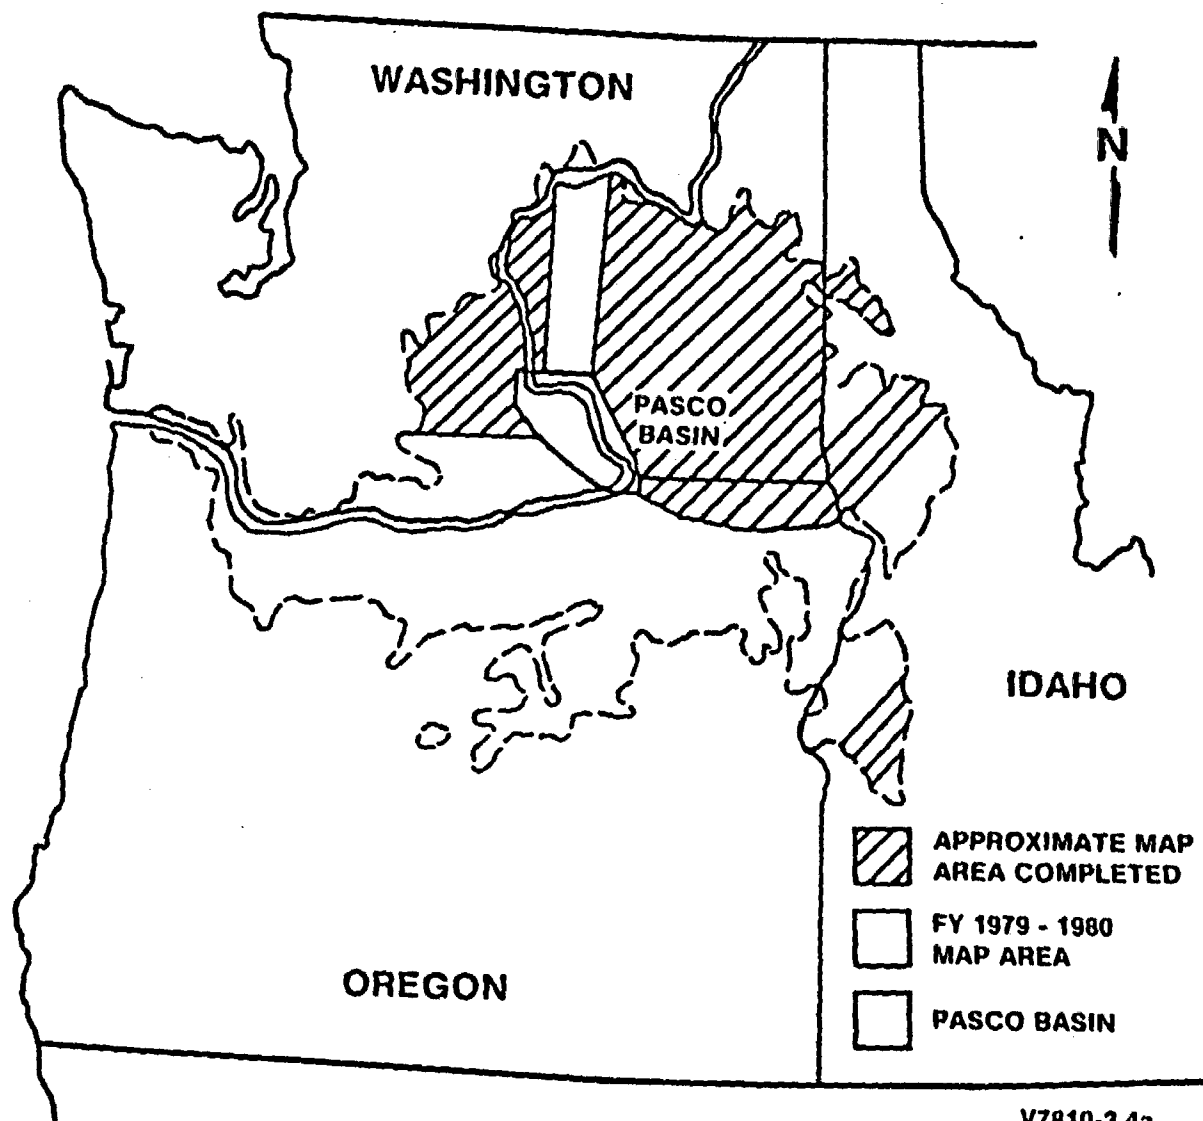 WASHINGTON
N
PASCO
BASIN
IDAHO
APPROXIMATE MAP
AREA COMPLETED
FY 1979 - 1980
MAP AREA
OREGON
PASCO BASIN